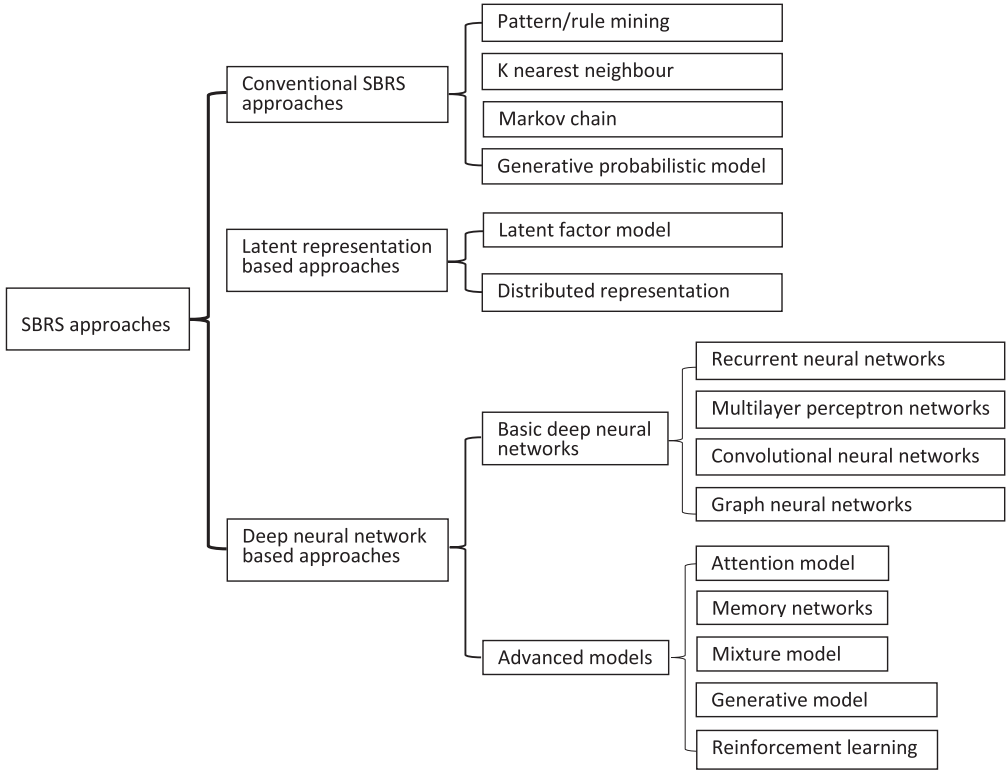 SBRS approaches
Conventional SBRS
approaches
Pattern/rule mining
K nearest neighbour
Markov chain
Generative probabilistic model
Latent representation
based approaches
Latent factor model
Distributed representation
Deep neural network
based approaches
Basic deep neural
networks
Recurrent neural networks
Multilayer perceptron networks
Convolutional neural networks
Graph neural networks
Advanced models
Attention model
Memory networks
Mixture model
Generative model
Reinforcement learning